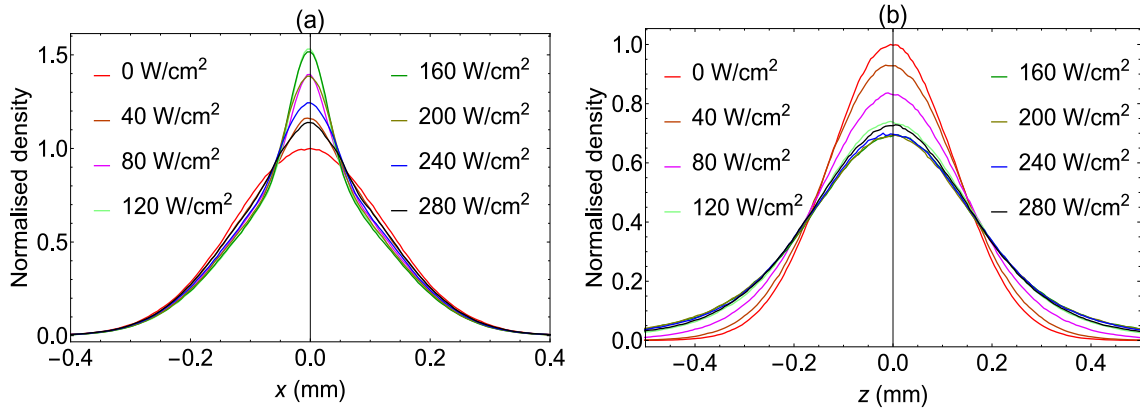 (a)
Normalised density
1.5
1.0
0.5
0.0
0 W/cm²
40 W/cm²
80 W/cm²
120 W/cm²
160 W/cm²
200 W/cm²
240 W/cm²
280 W/cm²
−0.4 −0.2 0.0 0.2 0.4
x (mm)
(b)
Normalised density
1.0
0.8
0.6
0.4
0.2
0.0
0 W/cm²
40 W/cm²
80 W/cm²
120 W/cm²
160 W/cm²
200 W/cm²
240 W/cm²
280 W/cm²
−0.4 −0.2 0.0 0.2 0.4
z (mm)